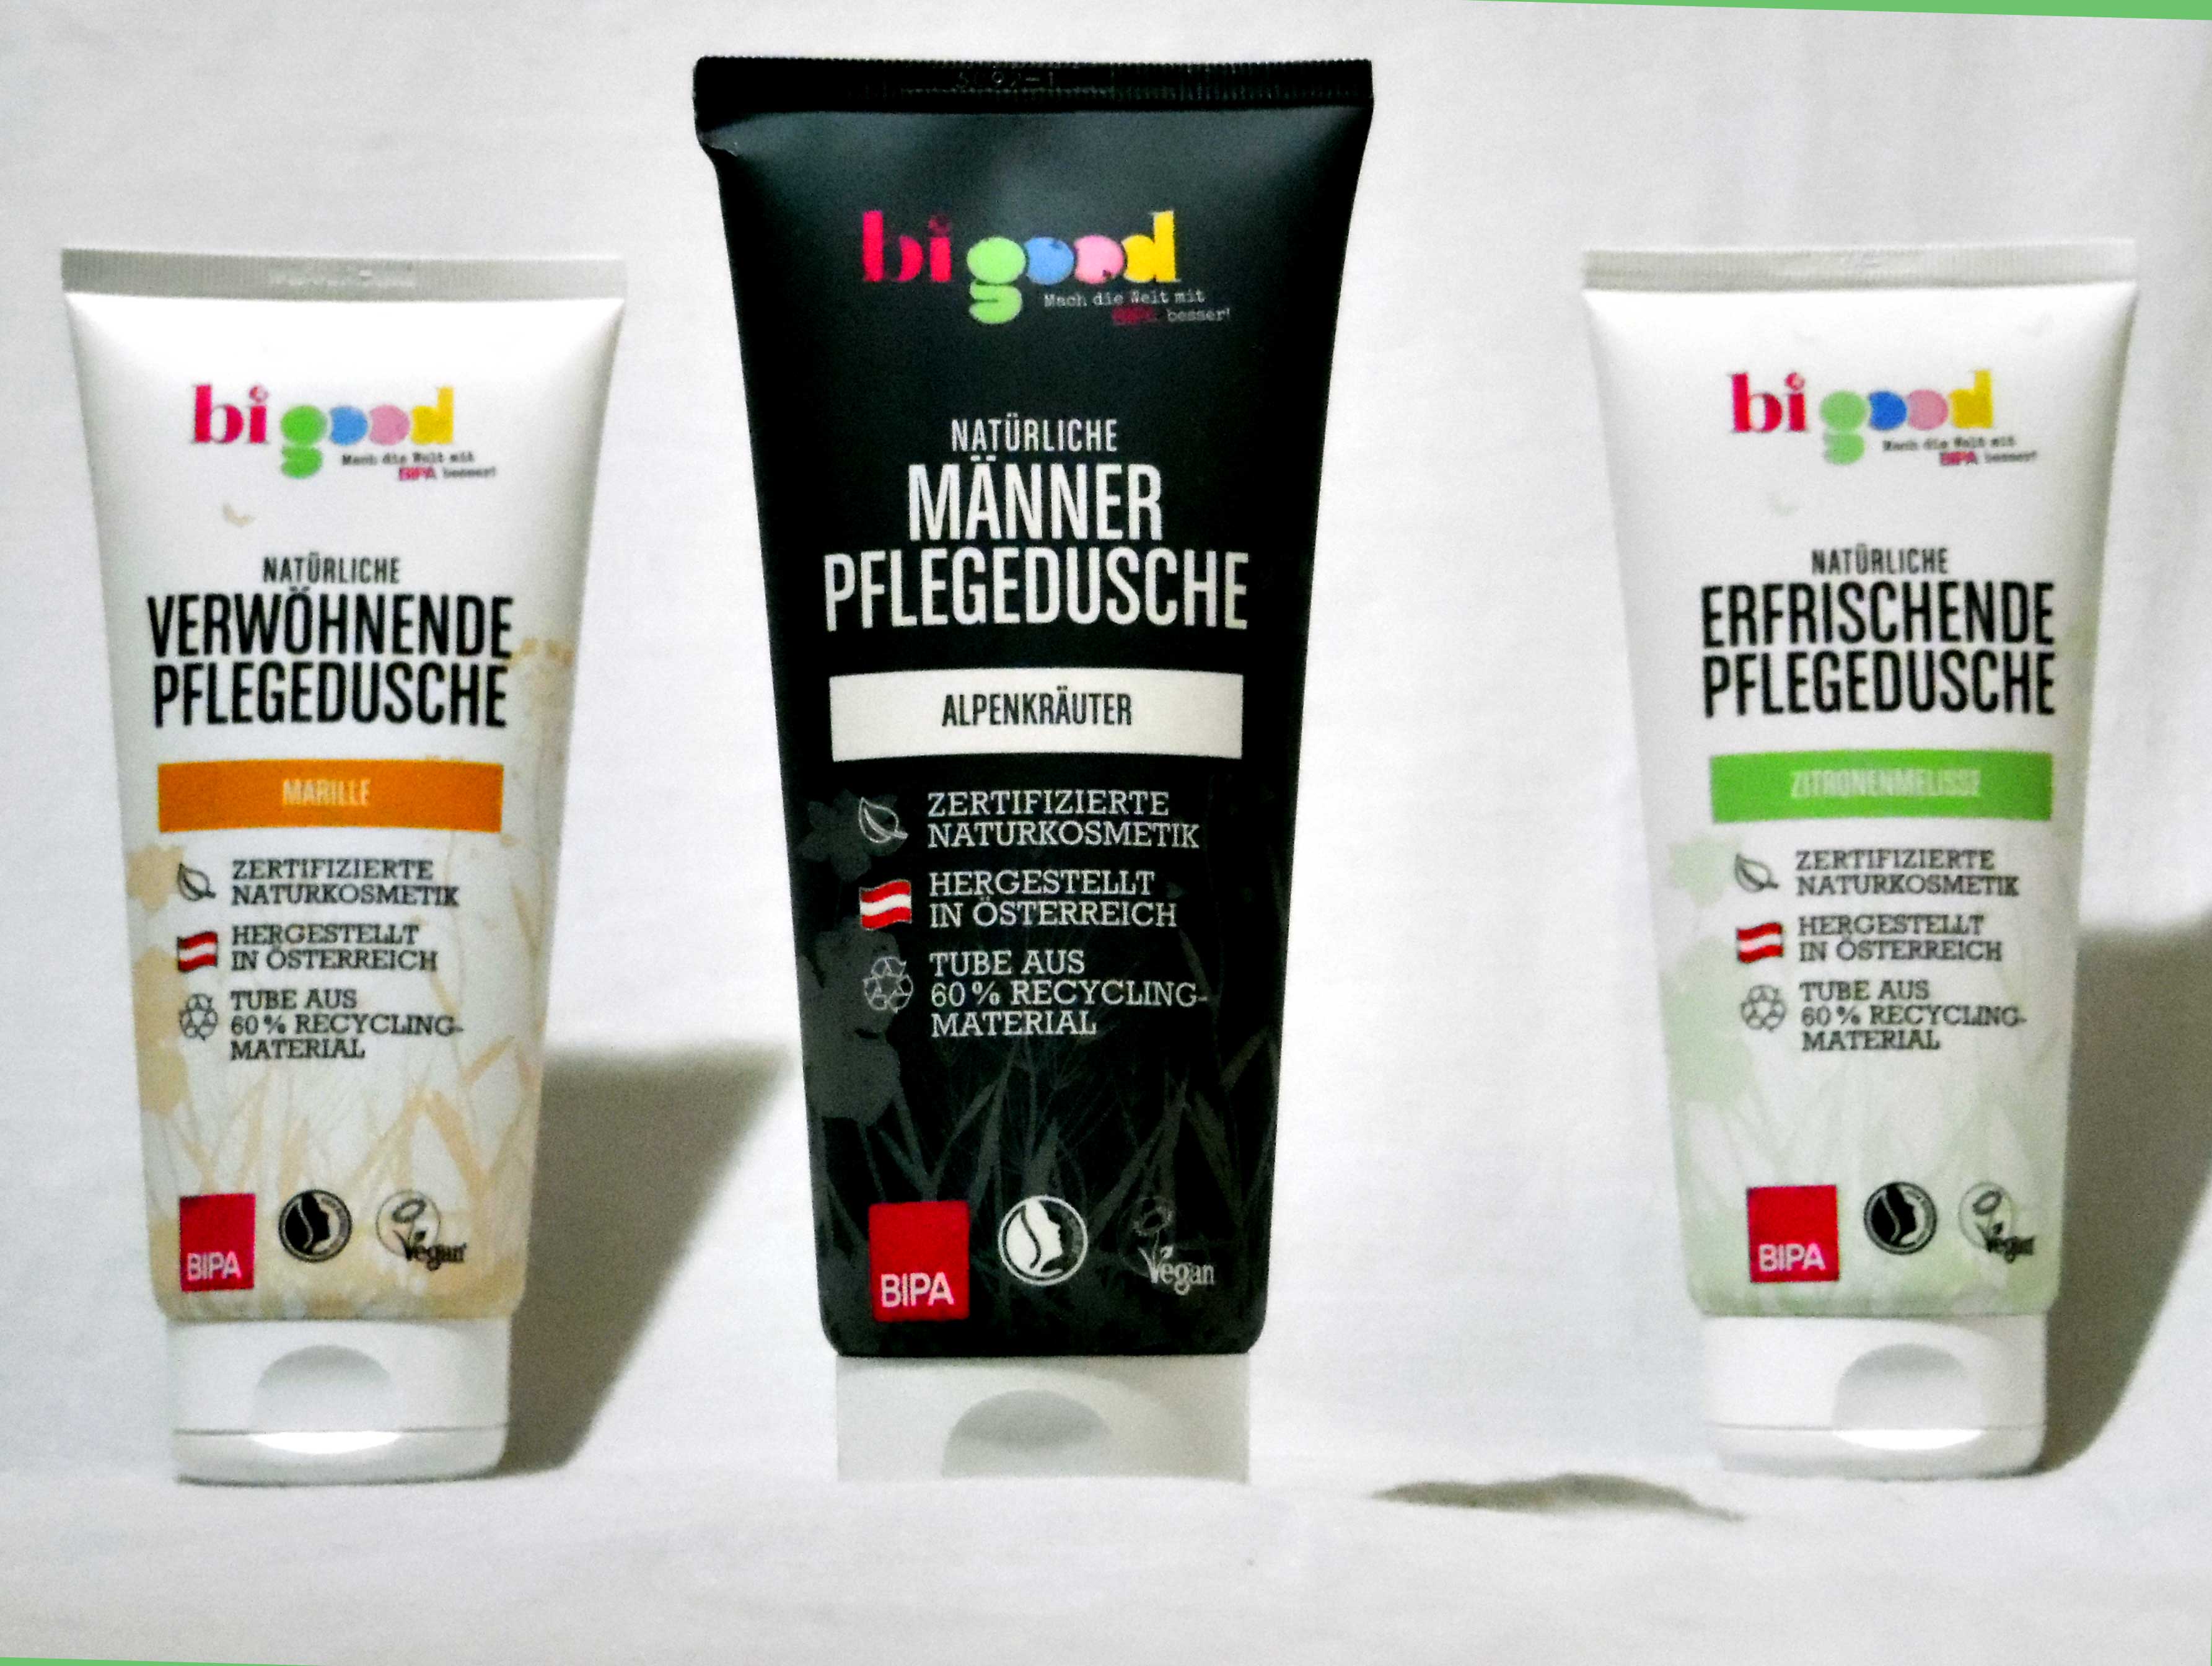 bi good
Mach die Welt mit
BIPA besser!
NATÜRLICHE
VERWÖHNENDE
PFLEGEDUSCHE
MARILLE
ZERTIFIZIERTE
NATURKOSMETIK
HERGESTELLT
IN ÖSTERREICH
TUBE AUS
60% RECYCLING-
MATERIAL
BIPA
Vegan
bi good
Mach die Welt mit
BIPA besser!
NATÜRLICHE
MÄNNER
PFLEGEDUSCHE
ALPENKRÄUTER
ZERTIFIZIERTE
NATURKOSMETIK
HERGESTELLT
IN ÖSTERREICH
TUBE AUS
60% RECYCLING-
MATERIAL
BIPA
Vegan
bi good
Mach die Welt mit
BIPA besser!
NATÜRLICHE
ERFRISCHENDE
PFLEGEDUSCHE
ZITRONENMELISSE
ZERTIFIZIERTE
NATURKOSMETIK
HERGESTELLT
IN ÖSTERREICH
TUBE AUS
60% RECYCLING-
MATERIAL
BIPA
Vegan